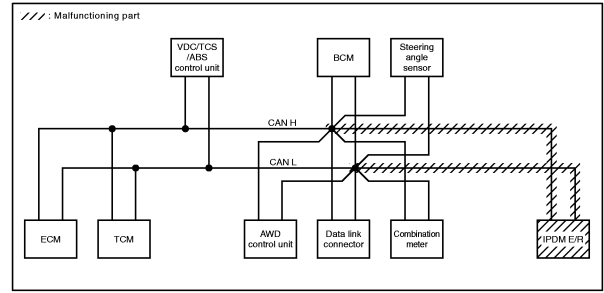 /// : Malfunctioning part
VDC/TCS
/ABS
control unit
BCM
Steering
angle
sensor
CAN H
CAN L
ECM
TCM
AWD
control unit
Data link
connector
Combination
meter
IPDM E/R